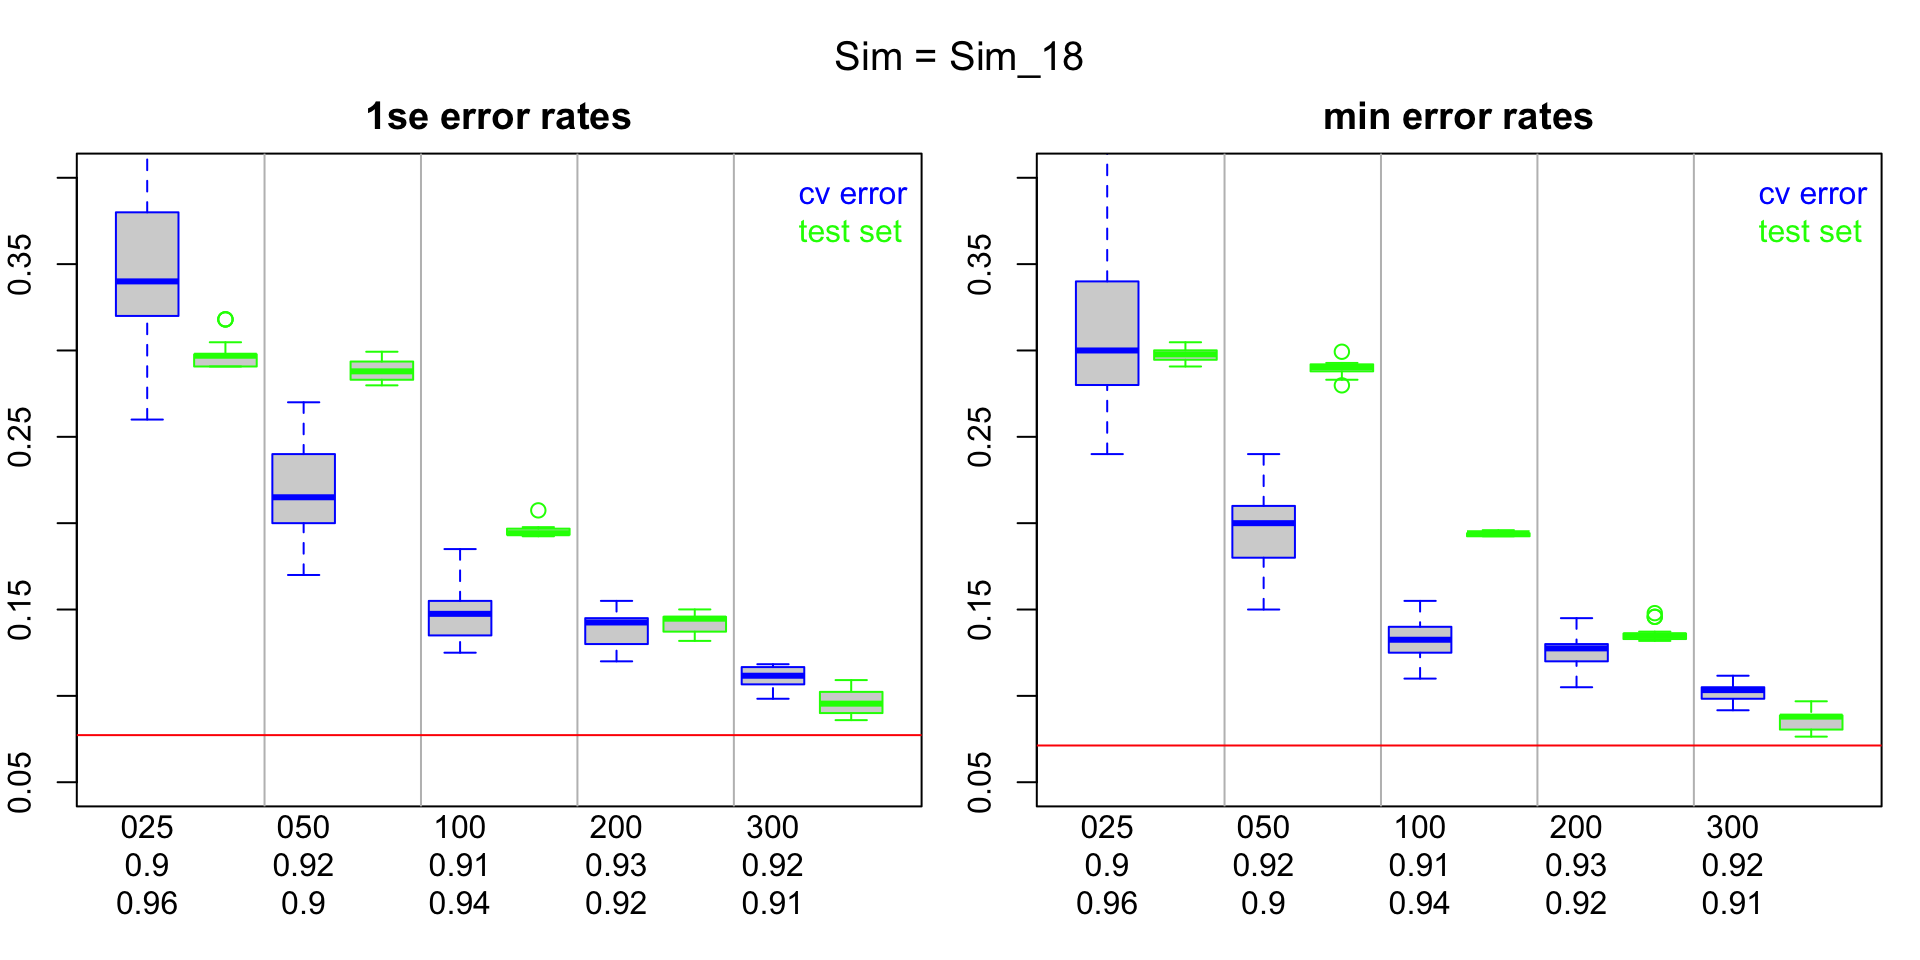 Sim = Sim_18
1se error rates
cv error
test set
0.35
0.25
0.15
0.05
025 050 100 200 300
0.9 0.92 0.91 0.93 0.92
0.96 0.9 0.94 0.92 0.91
min error rates
cv error
test set
0.35
0.25
0.15
0.05
025 050 100 200 300
0.9 0.92 0.91 0.93 0.92
0.96 0.9 0.94 0.92 0.91